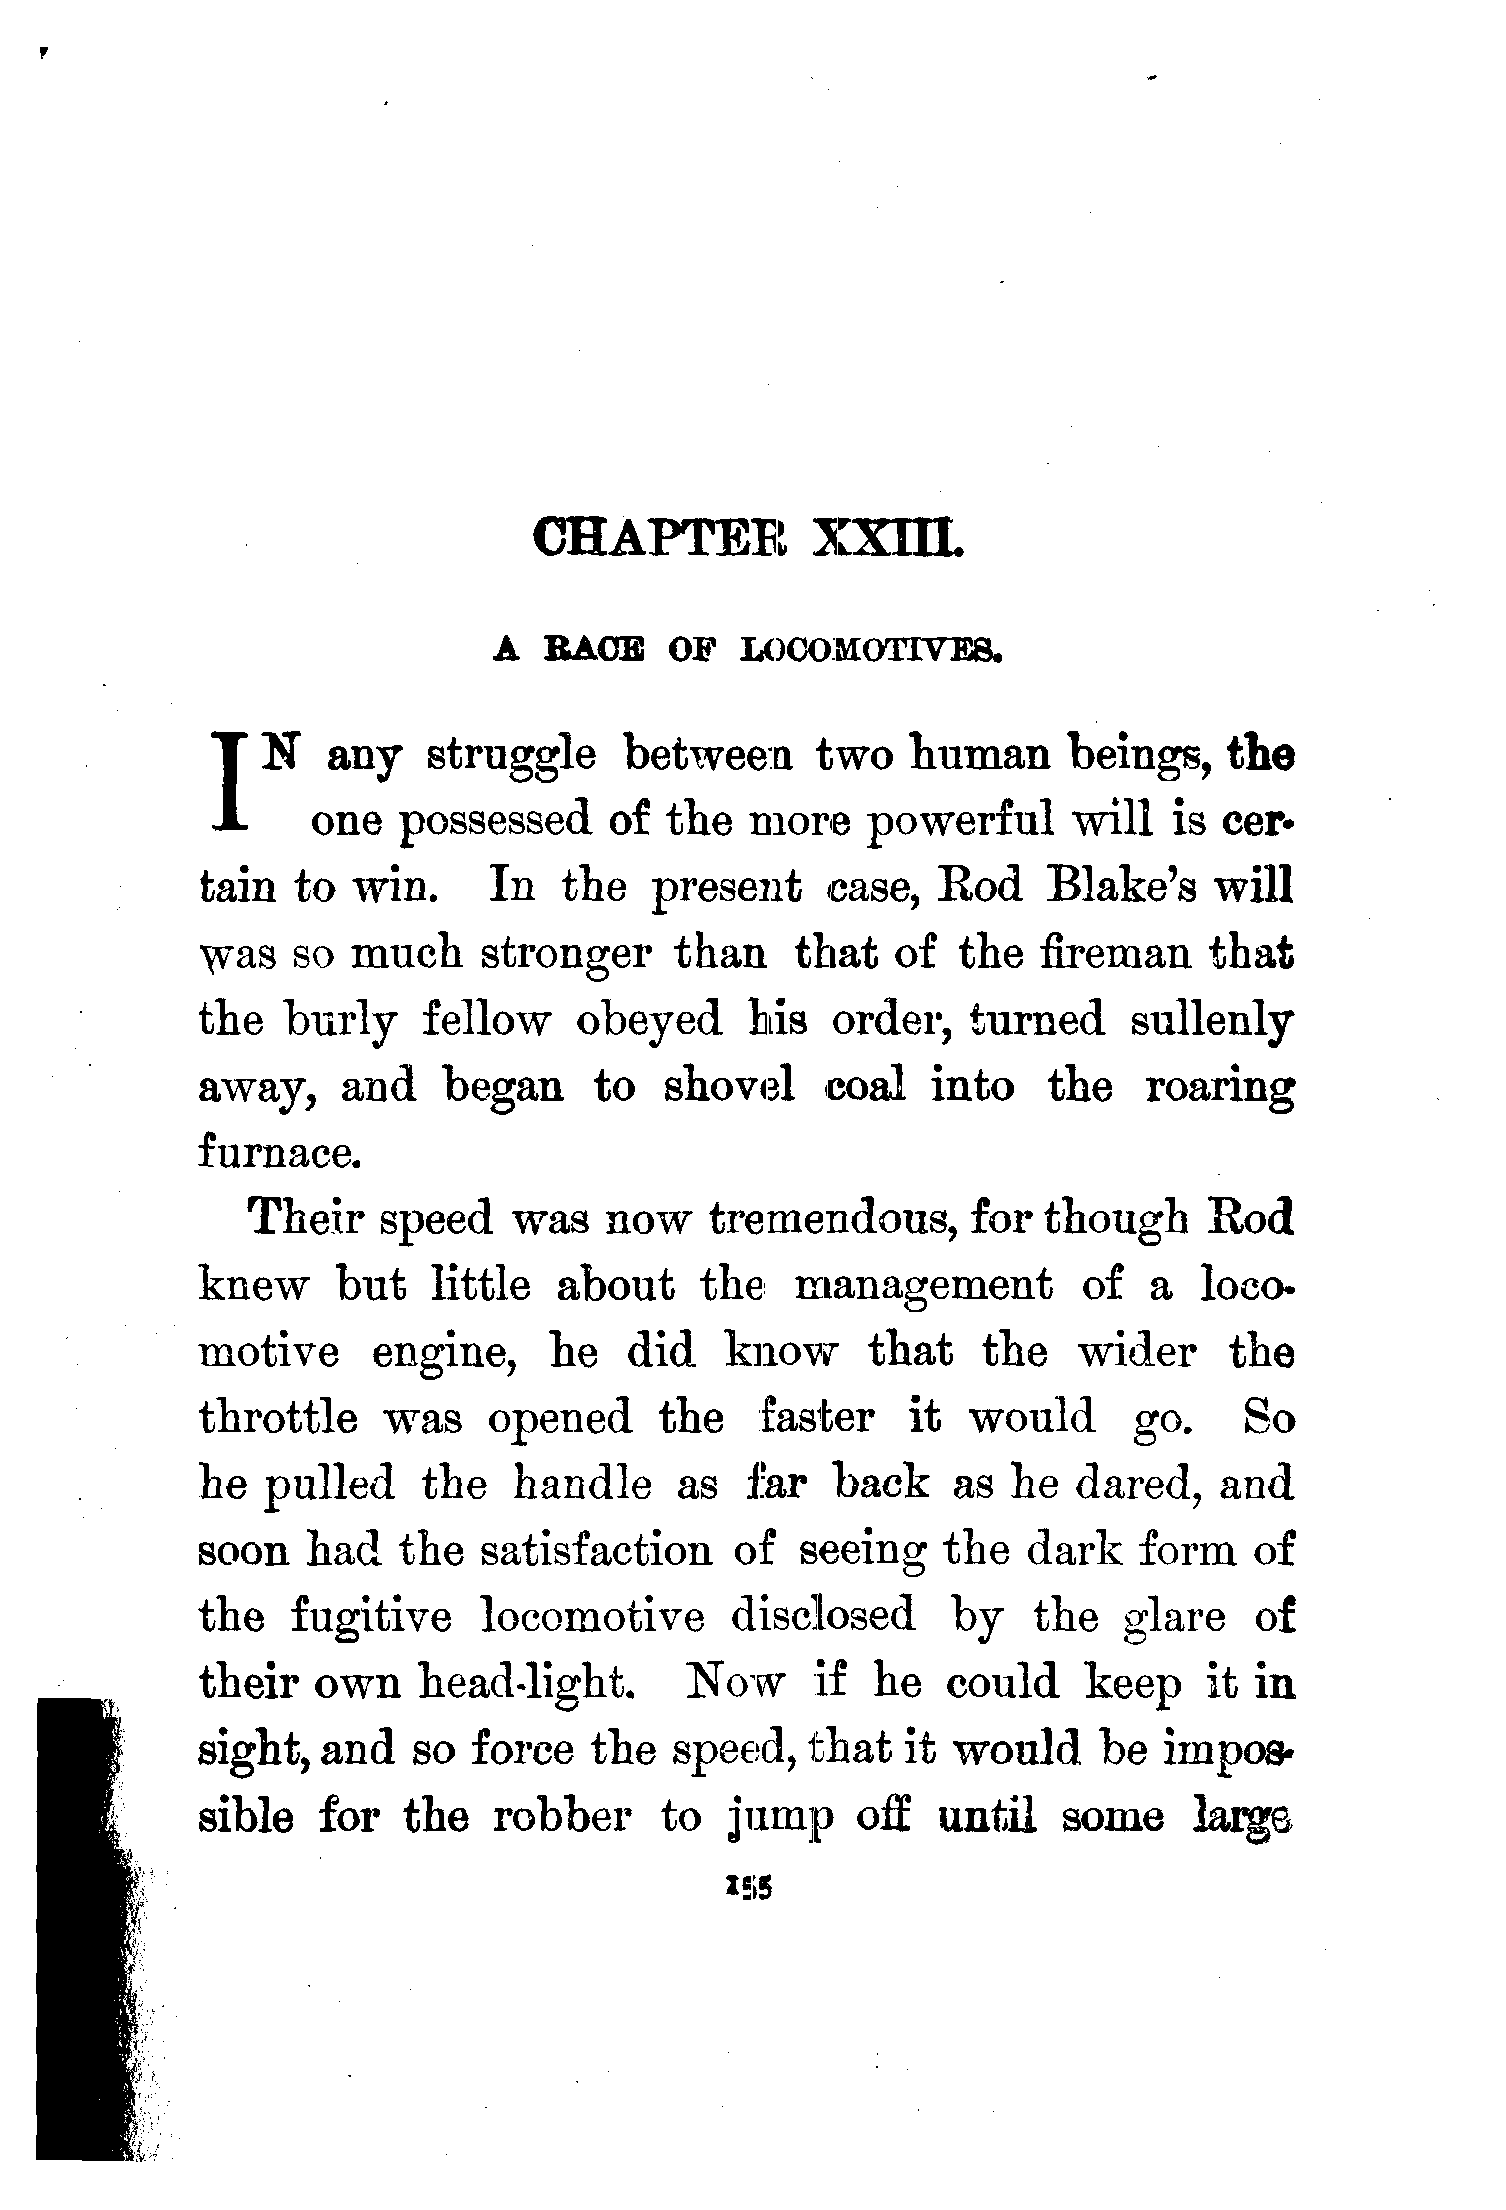 CHAPTER XXIII.
A RACE OF LOCOMOTIVES.
IN any struggle between two human beings, the
one possessed of the more powerful will is cer-
tain to win. In the present case, Rod Blake's will
was so much stronger than that of the fireman that
the burly fellow obeyed his order, turned sullenly
away, and began to shovel coal into the roaring
furnace.
Their speed was now tremendous, for though Rod
knew but little about the management of a loco-
motive engine, he did know that the wider the
throttle was opened the faster it would go. So
he pulled the handle as far back as he dared, and
soon had the satisfaction of seeing the dark form of
the fugitive locomotive disclosed by the glare of
their own head-light. Now if he could keep it in
sight, and so force the speed, that it would be impos-
sible for the robber to jump off until some large